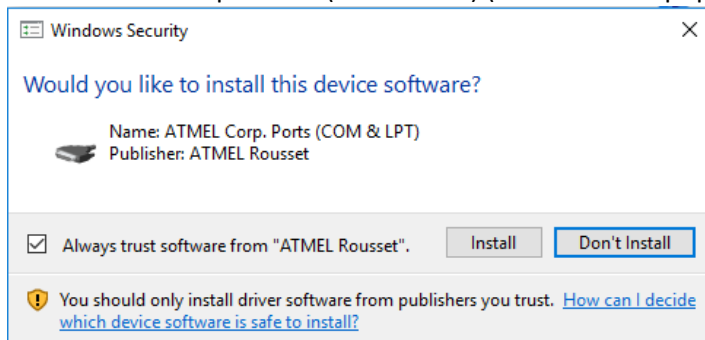 Windows Security
Would you like to install this device software?
Name: ATMEL Corp. Ports (COM & LPT)
Publisher: ATMEL Rousset
Always trust software from "ATMEL Rousset".
Install
Don't Install
You should only install driver software from publishers you trust. How can I decide
which device software is safe to install?